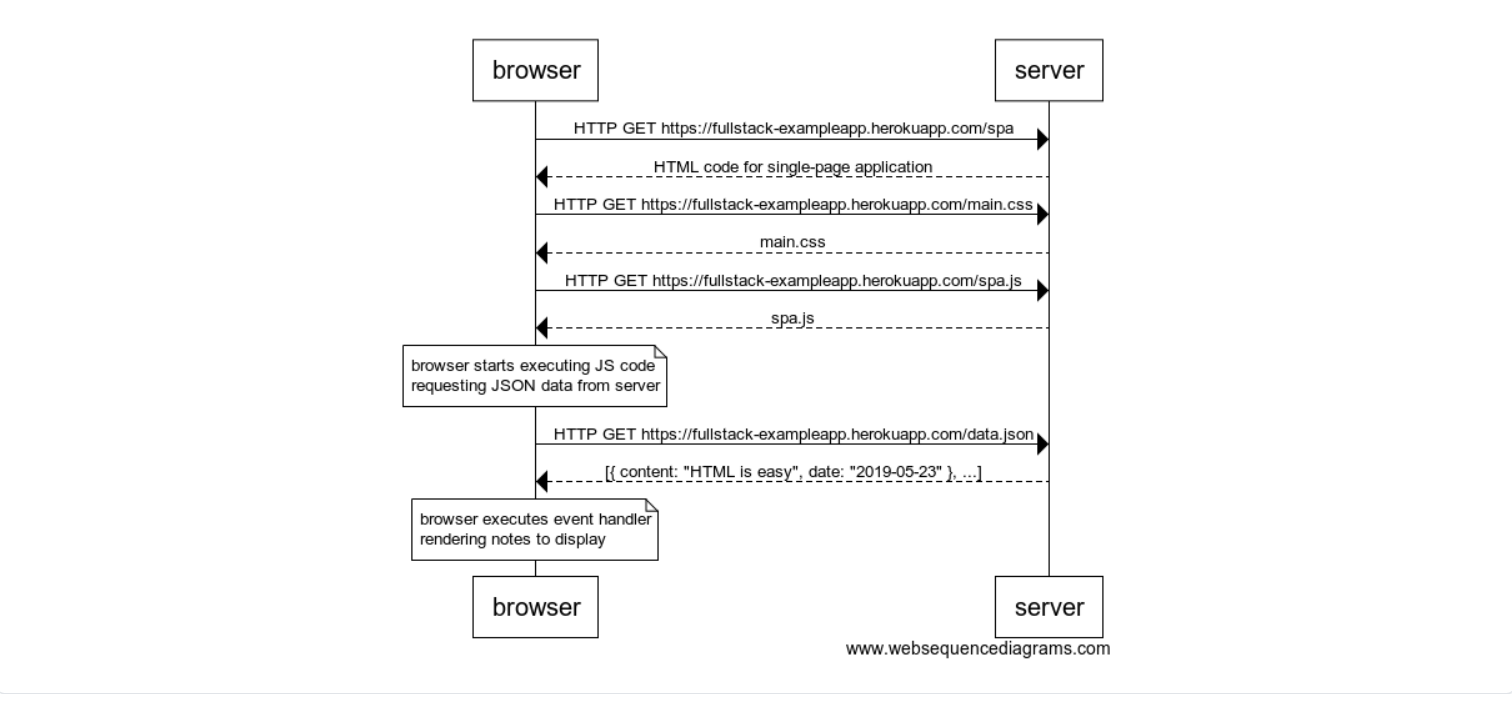 browser
server
HTTP GET https://fullstack-exampleapp.herokuapp.com/spa
HTML code for single-page application
HTTP GET https://fullstack-exampleapp.herokuapp.com/main.css
main.css
HTTP GET https://fullstack-exampleapp.herokuapp.com/spa.js
spa.js
browser starts executing JS code
requesting JSON data from server
HTTP GET https://fullstack-exampleapp.herokuapp.com/data.json
[{ content: "HTML is easy", date: "2019-05-23" }, ...]
browser executes event handler
rendering notes to display
browser
server
www.websequencediagrams.com